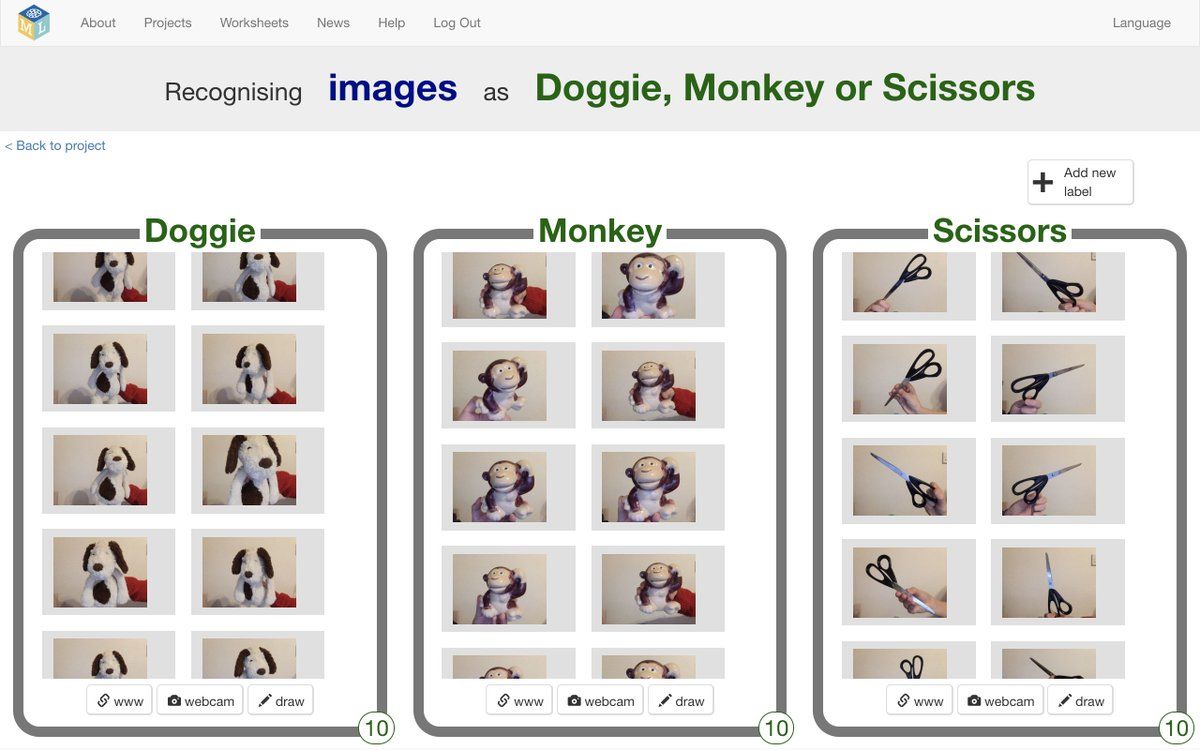 M L
About Projects Worksheets News Help Log Out Language
Recognising images as Doggie, Monkey or Scissors
< Back to project
Add new
label
Doggie Monkey Scissors
www webcam draw www webcam draw www webcam draw
10 10 10